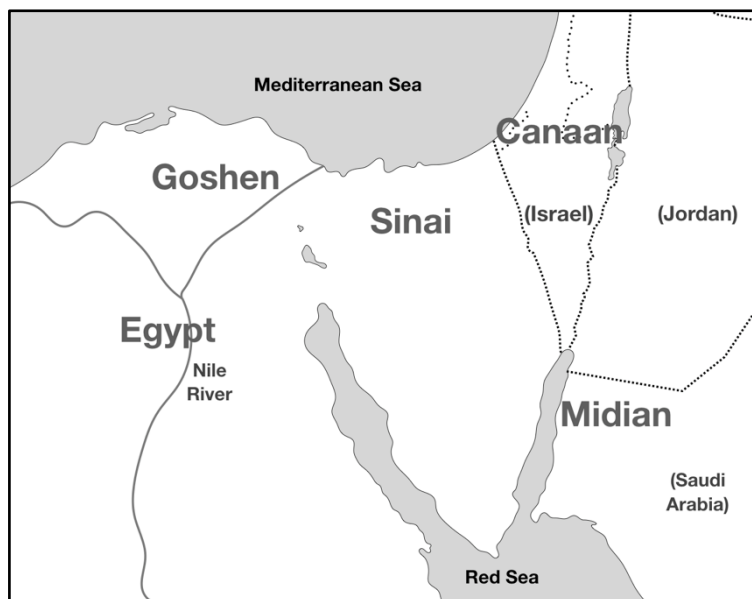 Mediterranean Sea
Canaan
Goshen
Sinai
(Israel)
(Jordan)
Egypt
Nile
River
Midian
(Saudi
Arabia)
Red Sea